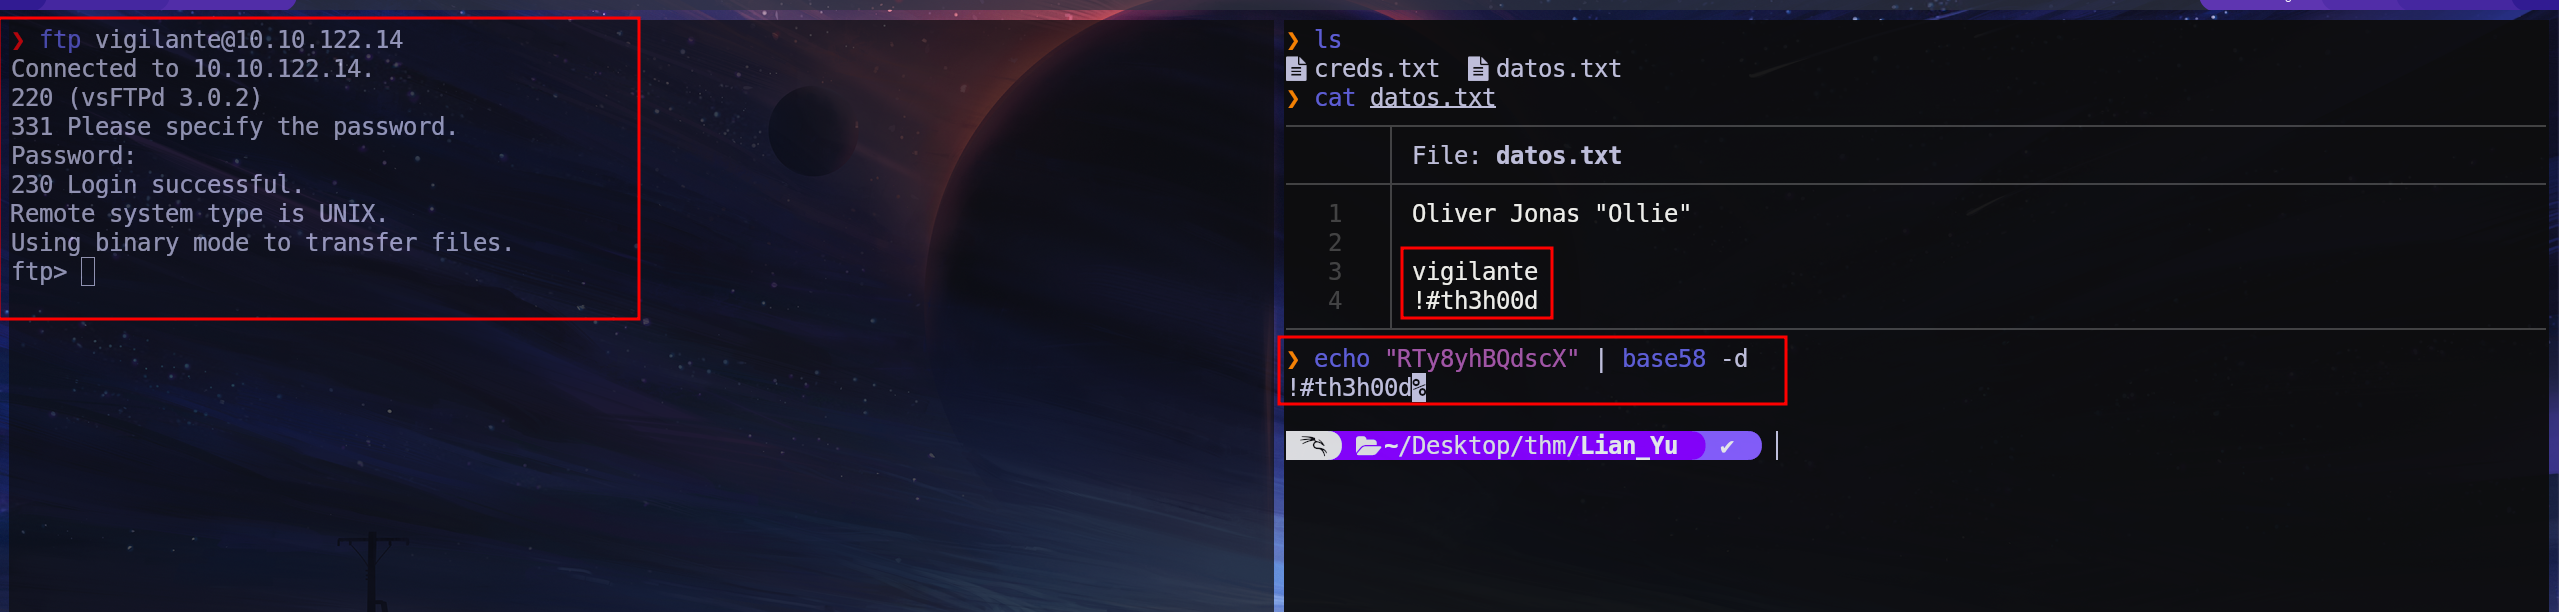 ❯ ftp vigilante@10.10.122.14
Connected to 10.10.122.14.
220 (vsFTPd 3.0.2)
331 Please specify the password.
Password:
230 Login successful.
Remote system type is UNIX.
Using binary mode to transfer files.
ftp>
❯ ls
creds.txt datos.txt
❯ cat datos.txt
File: datos.txt
1 Oliver Jonas "Ollie"
2
3 vigilante
4 !#th3h00d
❯ echo "RTy8yhBQdscX" | base58 -d
!#th3h00d%
~/Desktop/thm/Lian_Yu ✔